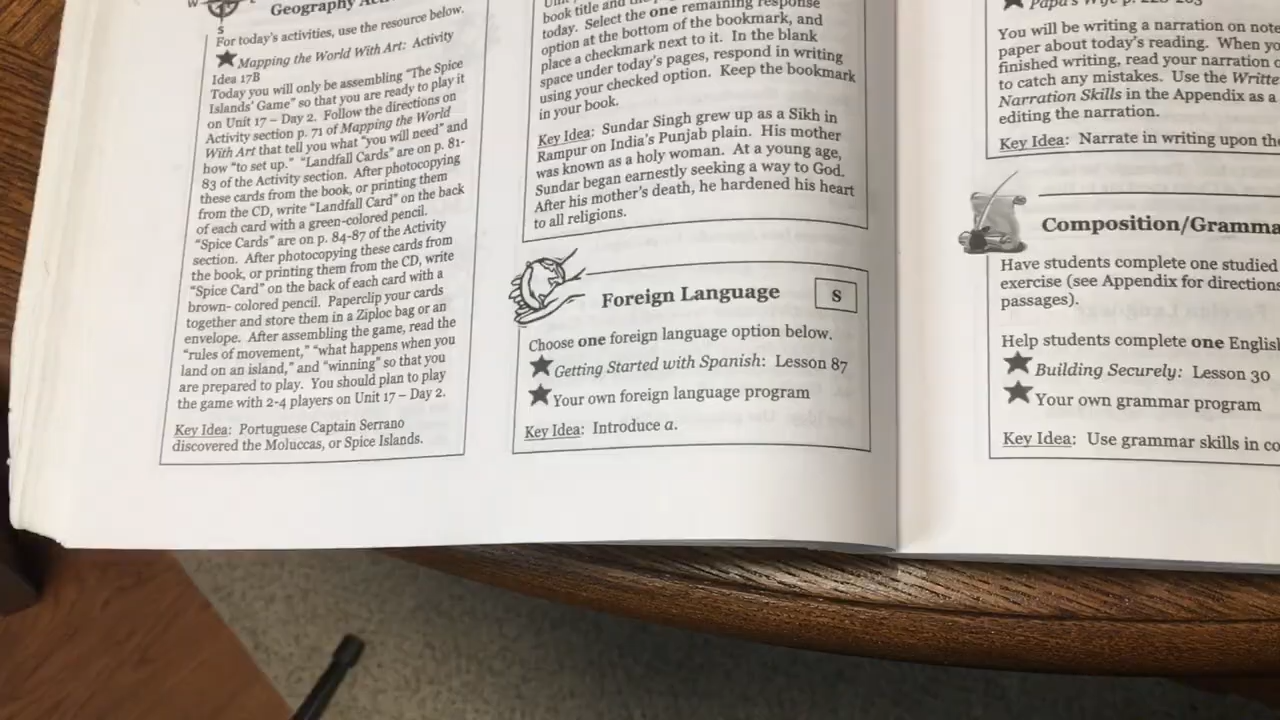 W
S
Geography
For today's activities, use the resource below.
Mapping the World With Art: Activity
Idea 17B
Today you will only be assembling "The Spice
Islands' Game" so that you are ready to play it
on Unit 17 – Day 2. Follow the directions on
Activity section p. 71 of Mapping the World
With Art that tell you what "you will need" and
how "to set up." "Landfall Cards" are on p. 81-
83 of the Activity section. After photocopying
these cards from the book, or printing them
from the CD, write "Landfall Card" on the back
of each card with a green-colored pencil.
"Spice Cards" are on p. 84-87 of the Activity
section. After photocopying these cards from
the book, or printing them from the CD, write
"Spice Card" on the back of each card with a
brown- colored pencil. Paperclip your cards
together and store them in a Ziploc bag or an
envelope. After assembling the game, read the
"rules of movement," "what happens when you
land on an island," and "winning" so that you
are prepared to play. You should plan to play
the game with 2-4 players on Unit 17 – Day 2.
Key Idea: Portuguese Captain Serrano
discovered the Moluccas, or Spice Islands.
book title and the
today. Select the one remaining response
option at the bottom of the bookmark, and
place a checkmark next to it. In the blank
space under today's pages, respond in writing
using your checked option. Keep the bookmark
in your book.
Key Idea: Sundar Singh grew up as a Sikh in
Rampur on India's Punjab plain. His mother
was known as a holy woman. At a young age,
Sundar began earnestly seeking a way to God.
After his mother's death, he hardened his heart
to all religions.
Foreign Language
S
Choose one foreign language option below.
Getting Started with Spanish: Lesson 87
Your own foreign language program
Key Idea: Introduce a.
Papa's Wife p.
You will be writing a narration on
paper about today's reading. When
finished writing, read your narration
to catch any mistakes. Use the
Narration Skills in the Appendix as a
editing the narration.
Key Idea: Narrate in writing upon
Composition/Gramma
Have students complete one studied
exercise (see Appendix for directions
passages).
Help students complete one
Building Securely: Lesson 30
Your own grammar program
Key Idea: Use grammar skills in